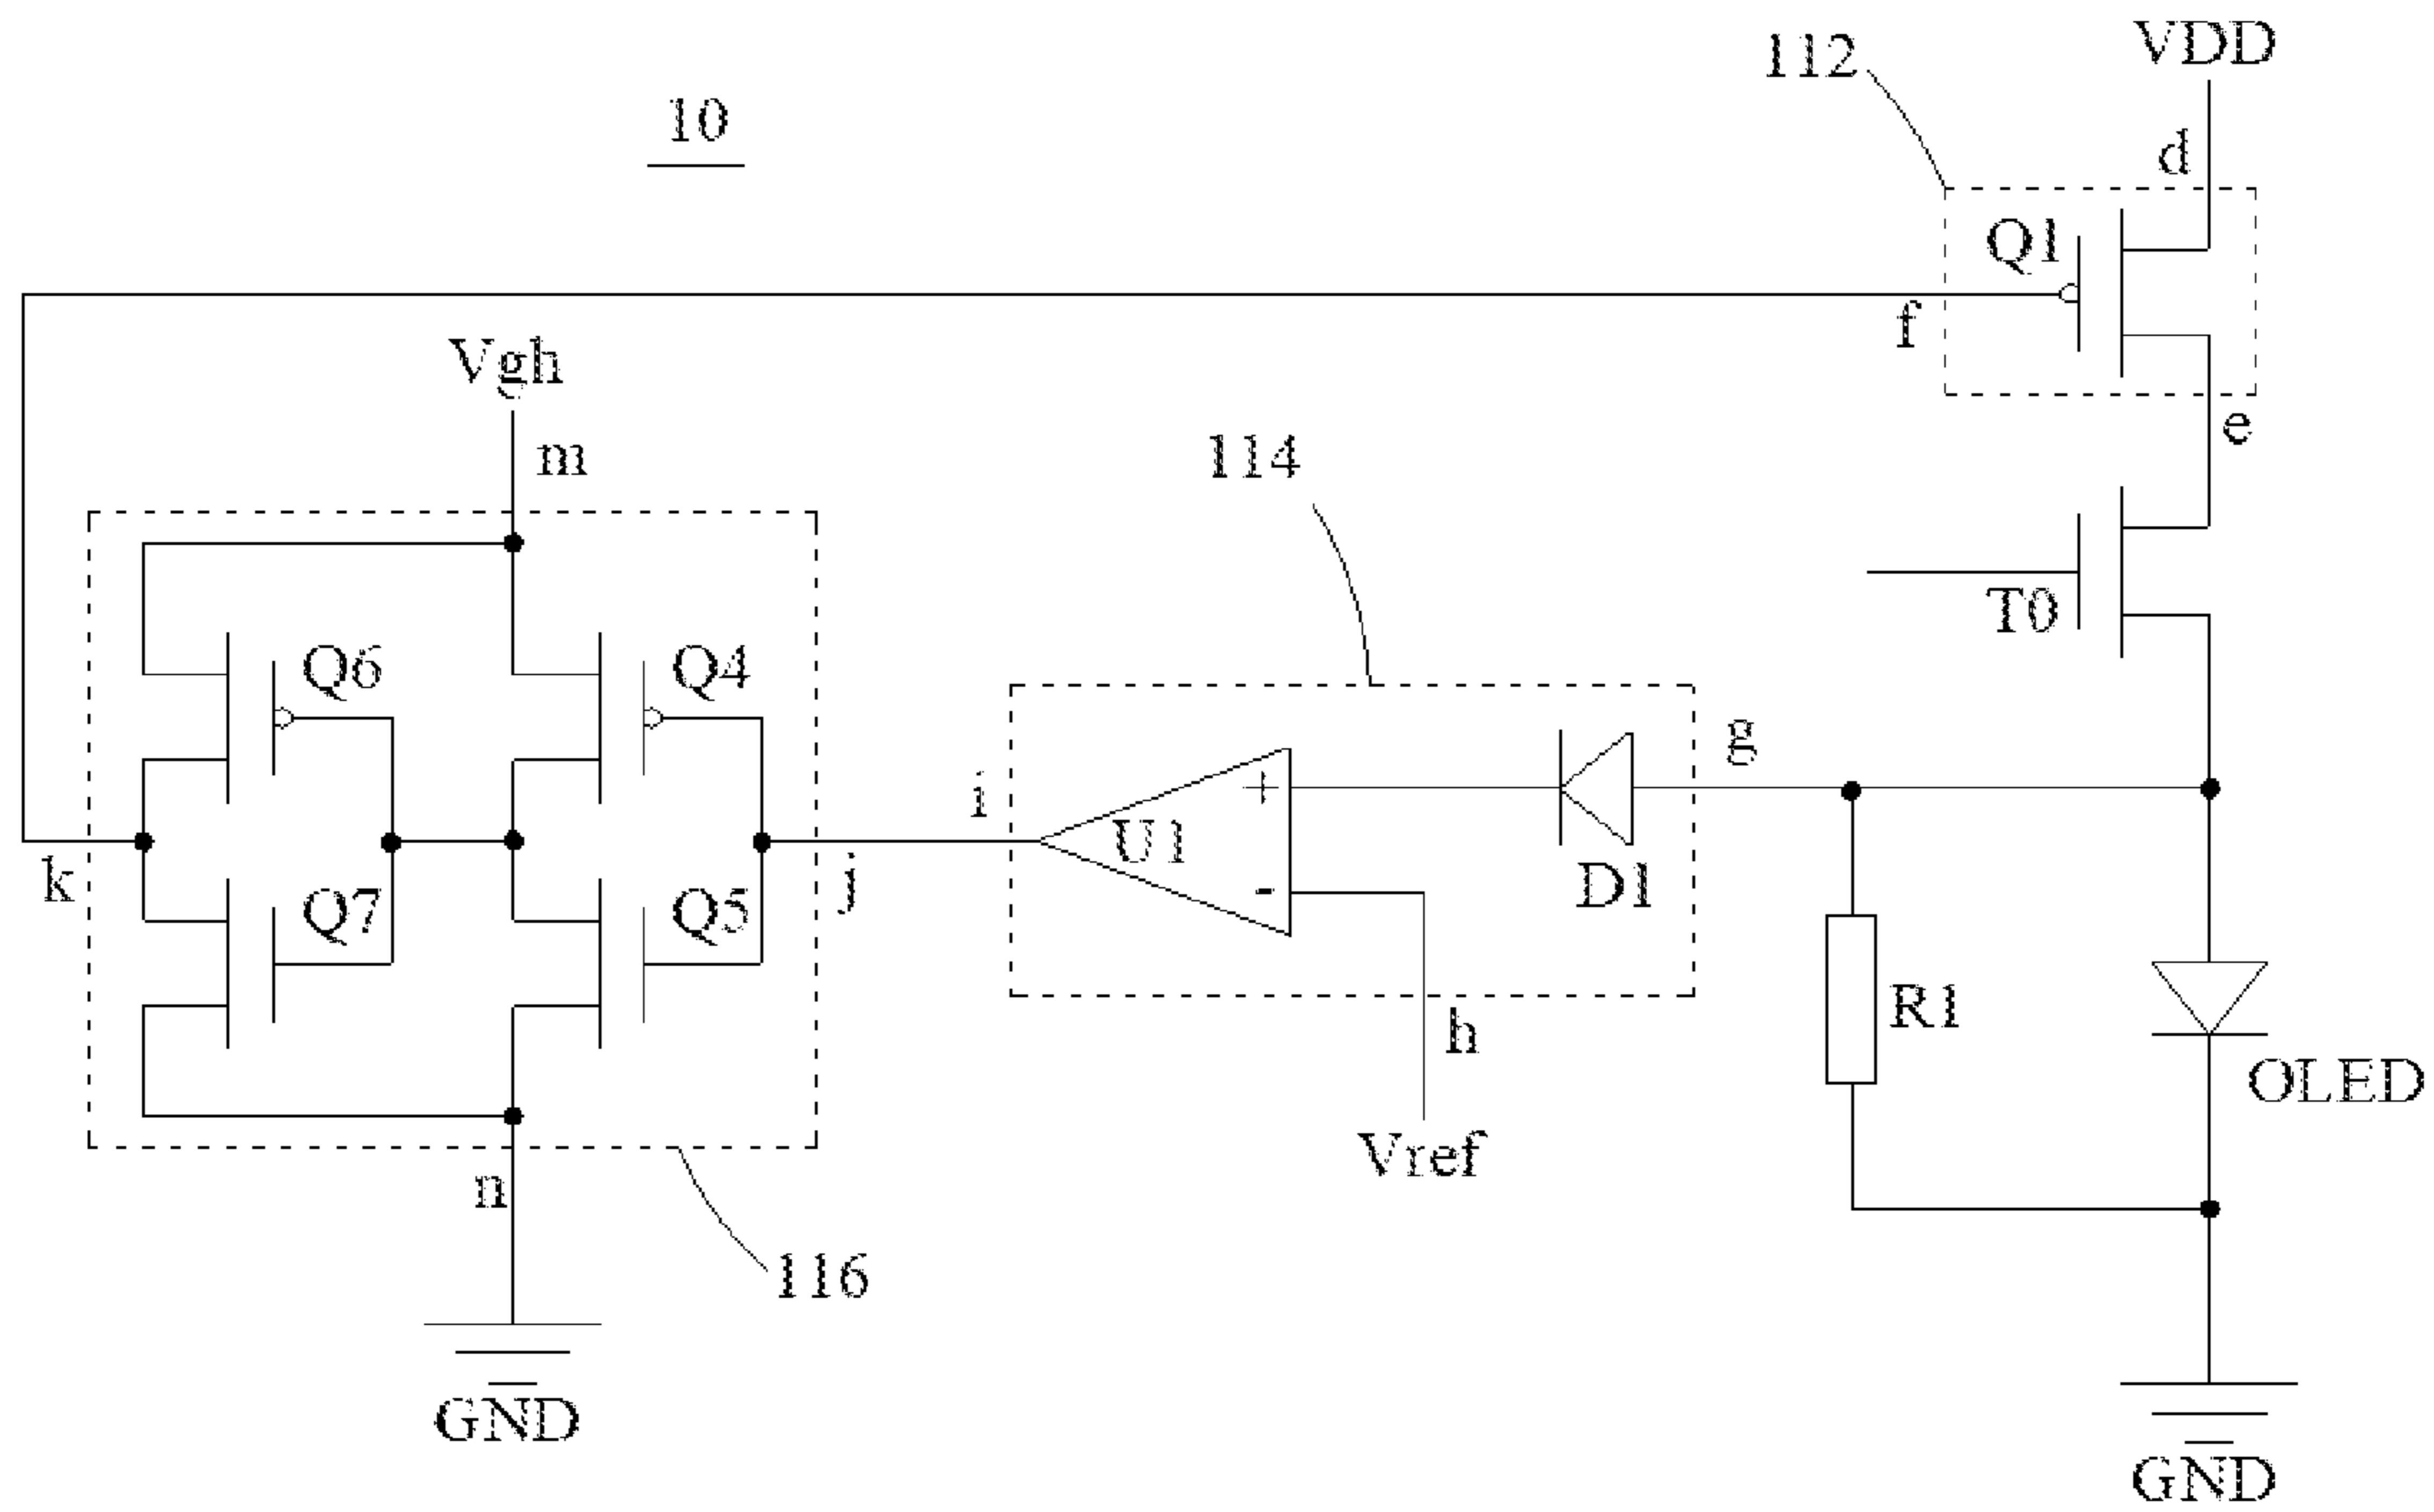 VDD
112
10
d
Q1
f
Vgh
e
m
114
T0
Q6
Q4
g
i
+
U1
k
j
D1
-
Q7
Q5
R1
h
OLED
Vref
n
116
GND
GND